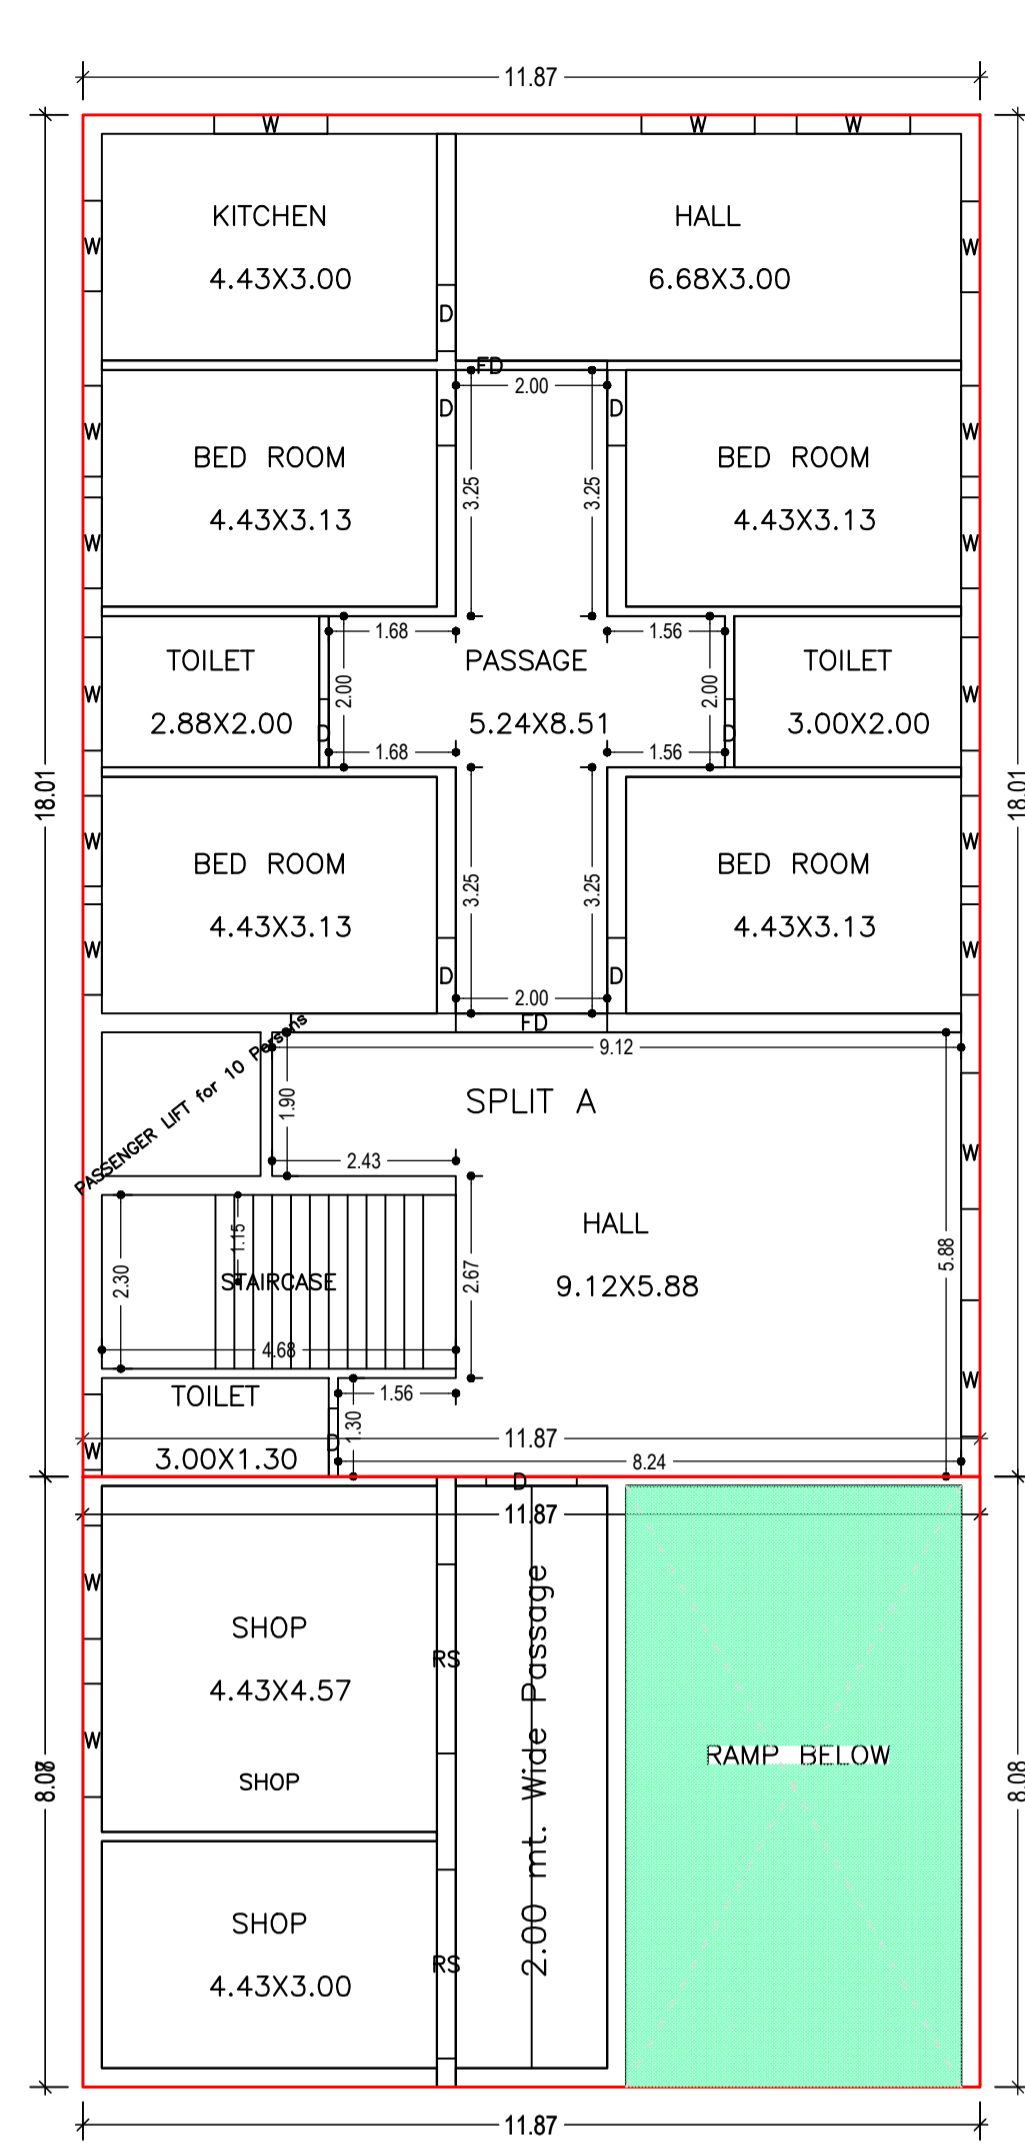 11.87
W
W
W
KITCHEN
HALL
W
W
4.43X3.00
6.68X3.00
D
FD
2.00
D
D
W
W
BED ROOM
BED ROOM
3.25
3.25
4.43X3.13
4.43X3.13
W
W
1.68
1.56
TOILET
PASSAGE
TOILET
W
2.00
2.00
W
2.88X2.00
5.24X8.51
3.00X2.00
D
D
1.68
1.56
18.01
18.01
W
W
BED ROOM
BED ROOM
3.25
3.25
4.43X3.13
4.43X3.13
W
W
D
D
2.00
FD
PASSENGER LIFT for 10 Persons
9.12
1.90
SPLIT A
W
2.43
HALL
1.15
2.30
STAIRCASE
2.67
5.88
9.12X5.88
4.68
W
TOILET
1.56
1.30
D
11.87
W
3.00X1.30
8.24
D
11.87
W
SHOP
RS
4.43X4.57
2.00 mt. Wide Passage
W
RAMP BELOW
SHOP
8.08
8.08
SHOP
RS
4.43X3.00
11.87